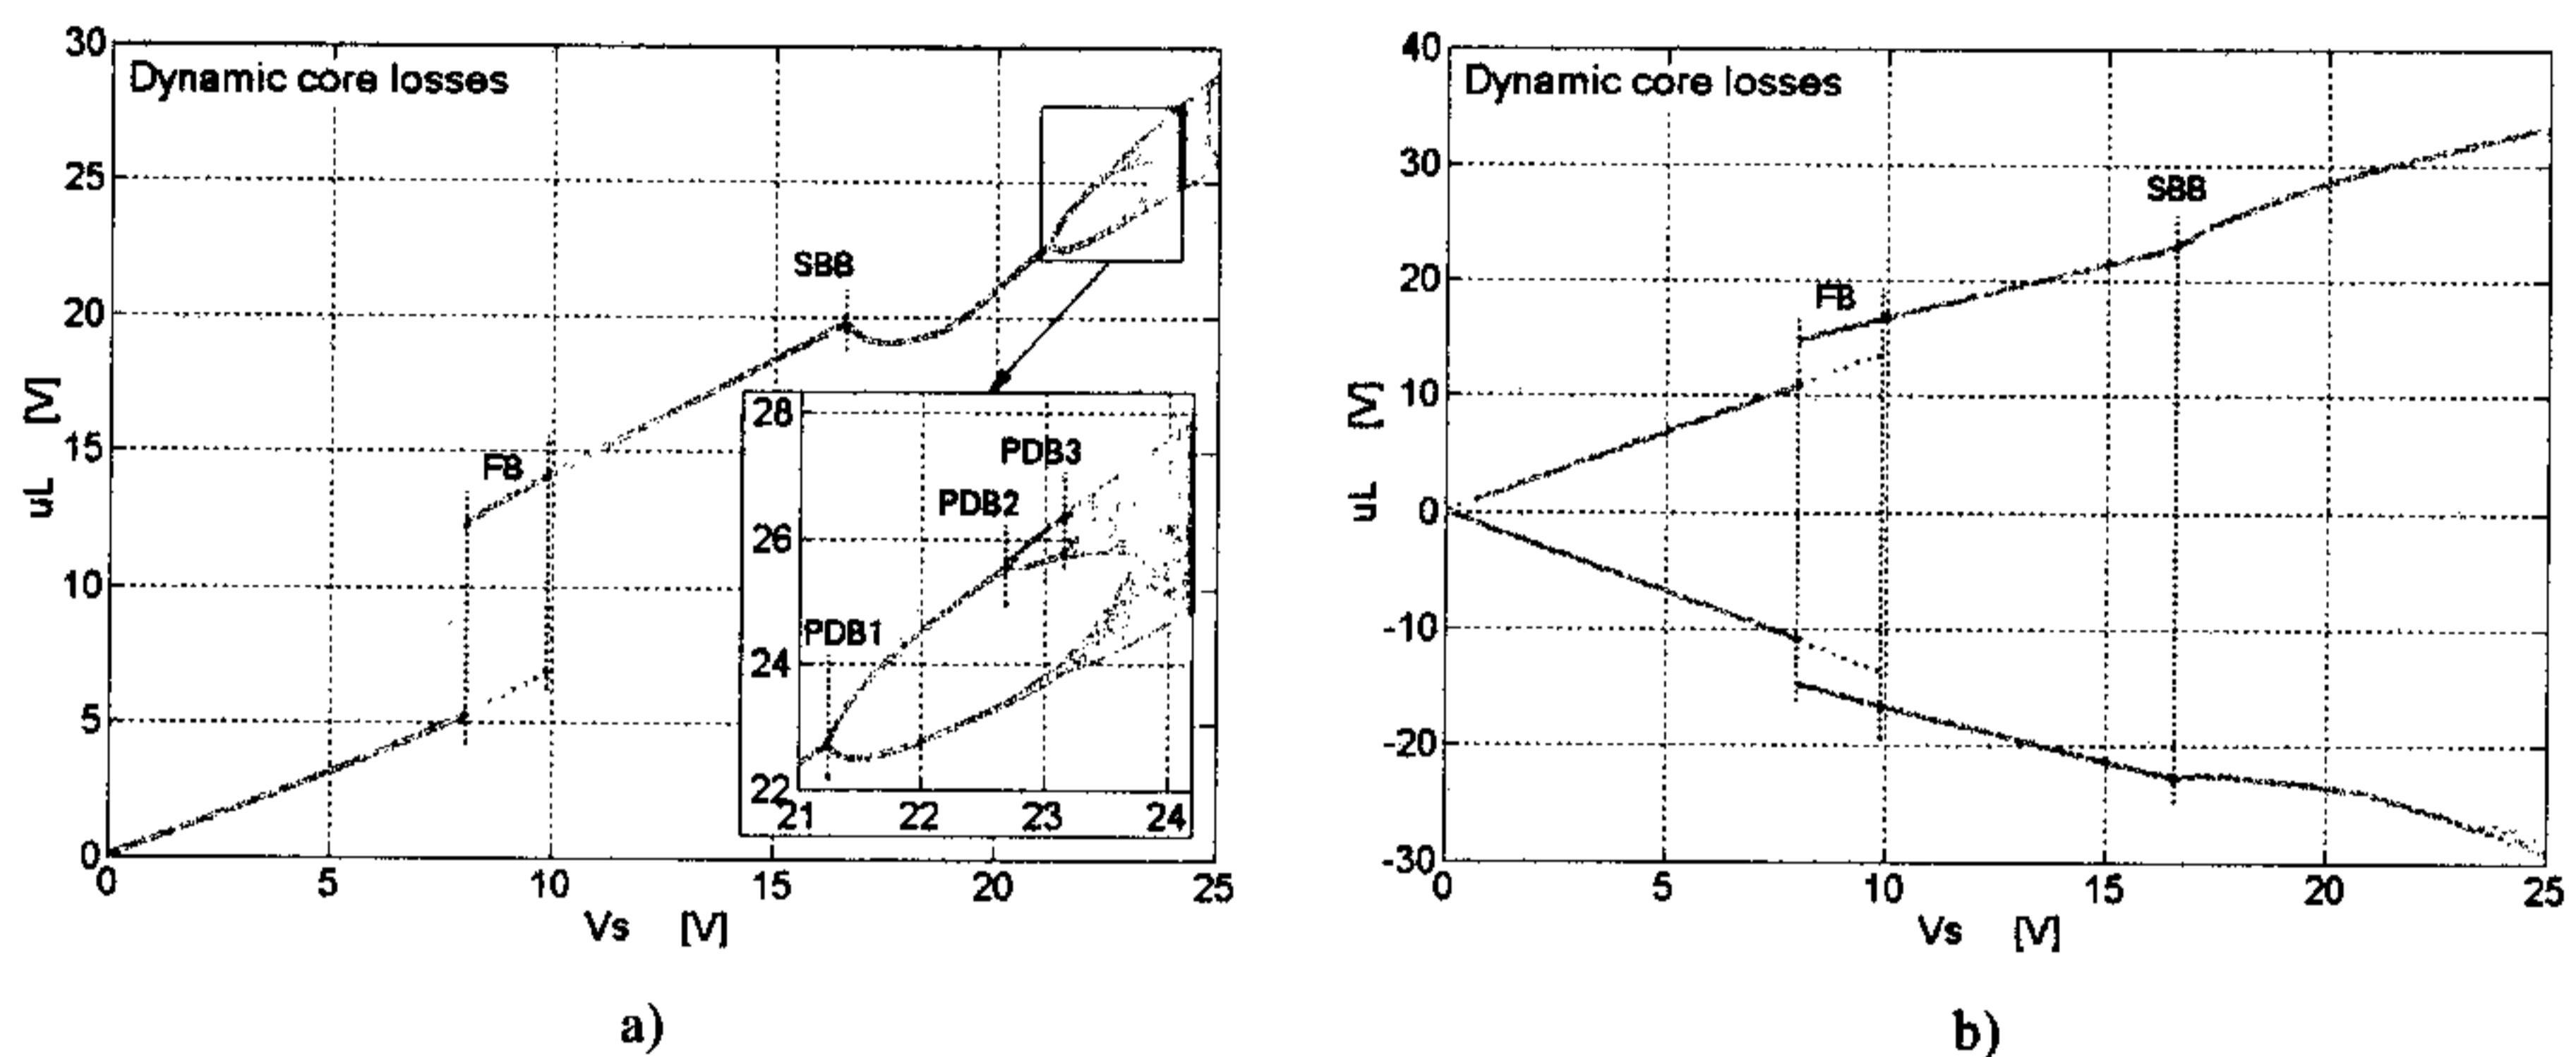 30
Dynamic core losses
25
20
15
10
5
0
uL [V]
SBB
FB
28
26
24
22
PDB3
PDB2
PDB1
21 22 23 24
0 5 10 15 20 25
Vs [V]
a)
40
Dynamic core losses
30
20
10
0
-10
-20
-30
uL [V]
SBB
FB
0 5 10 15 20 25
Vs [V]
b)